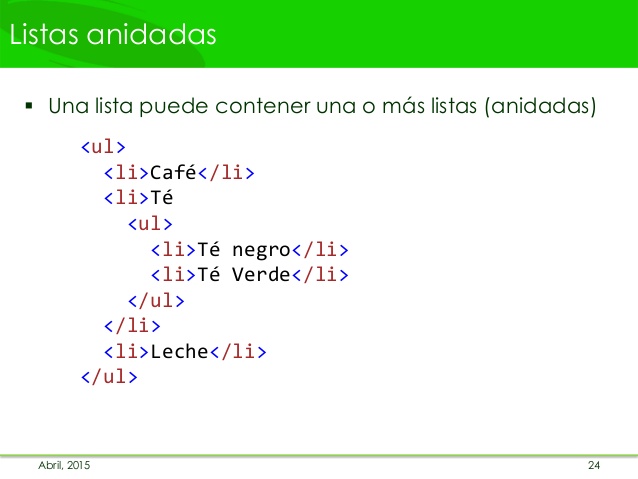 Listas anidadas
▪ Una lista puede contener una o más listas (anidadas)
<ul>
  <li>Café</li>
  <li>Té
    <ul>
      <li>Té negro</li>
      <li>Té Verde</li>
    </ul>
  </li>
  <li>Leche</li>
</ul>
Abril, 2015
24